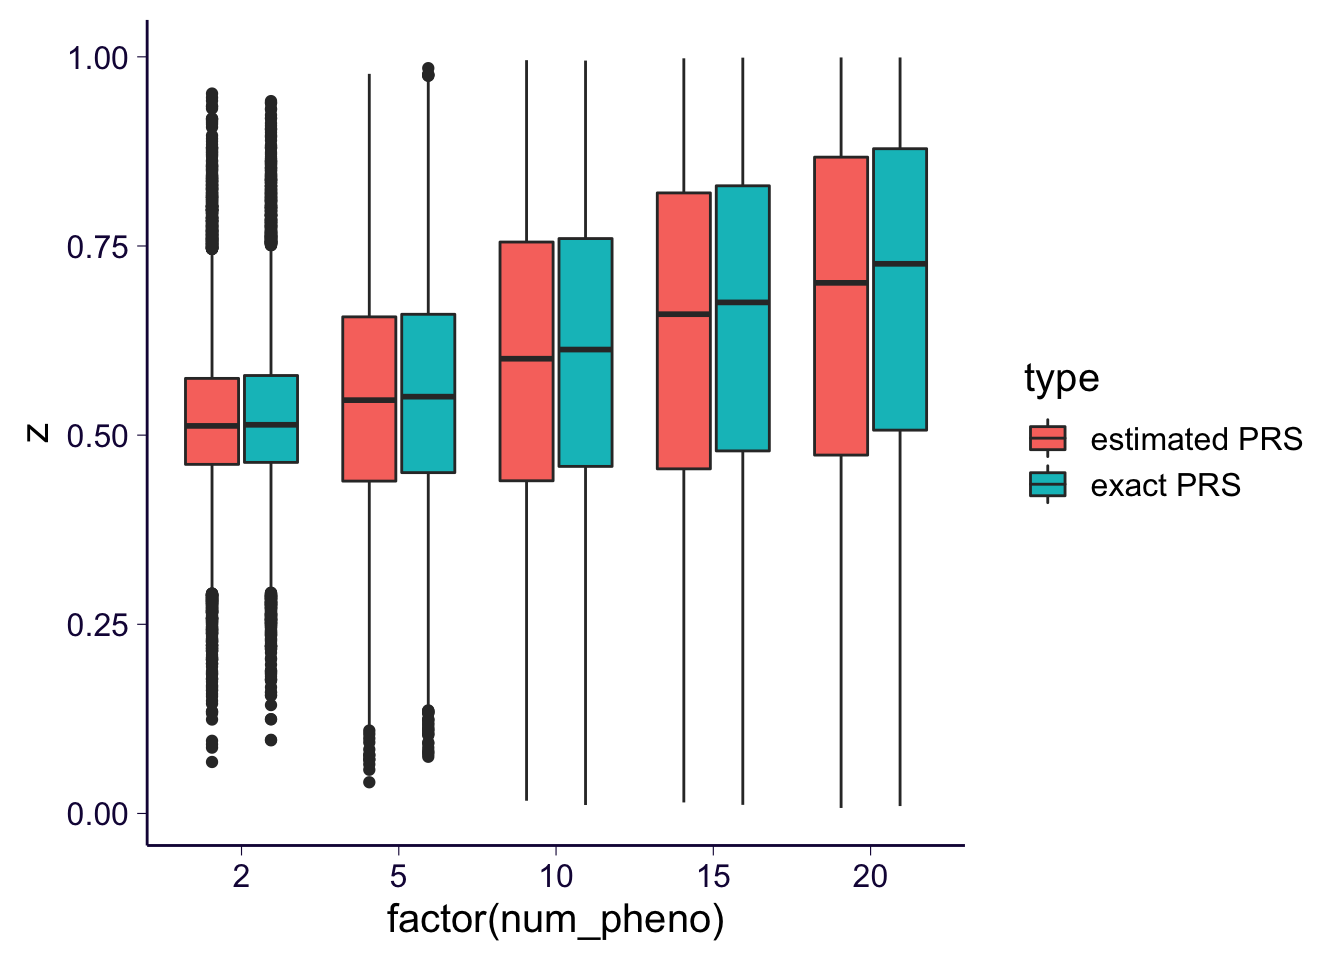 1.00
0.75
0.50
0.25
0.00
z
2 5 10 15 20
factor(num_pheno)
type
estimated PRS
exact PRS